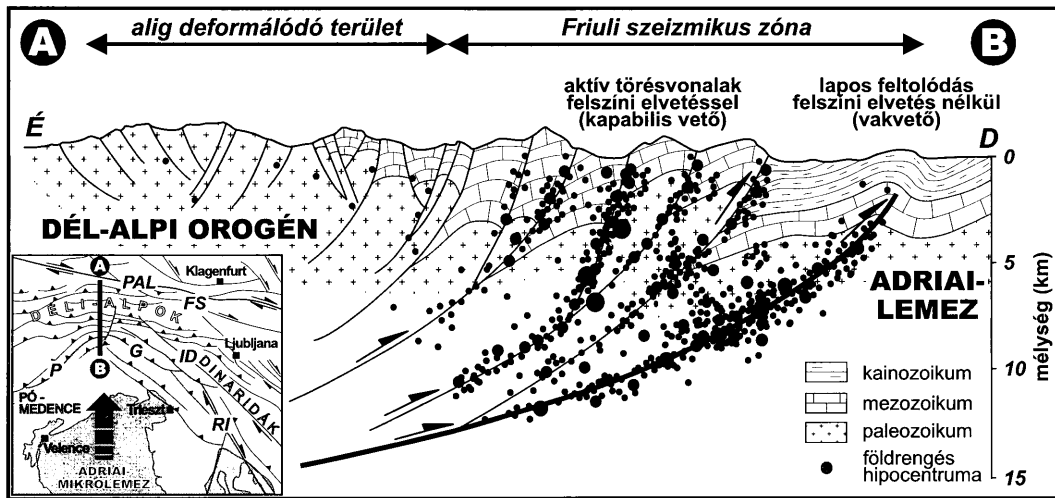 A
alig deformálódó terület
Friuli szeizmikus zóna
B
É
aktív törésvonalak
felszíni elvetéssel
(kapabilis vető)
lapos feltolódás
felszíni elvetés nélkül
(vakvető)
D
0
5
10
15
mélység (km)
DÉL-ALPI OROGÉN
ADRIAI-
LEMEZ
A
Klagenfurt
PAL
FS
DÉLI-ALPOK
Ljubljana
G
ID
DINARIDÁK
B
P
PÓ-
MEDENCE
Trieszt
RI
Velence
ADRIAI
MIKROLEMEZ
kainozoikum
mezozoikum
paleozoikum
földrengés
hipocentruma